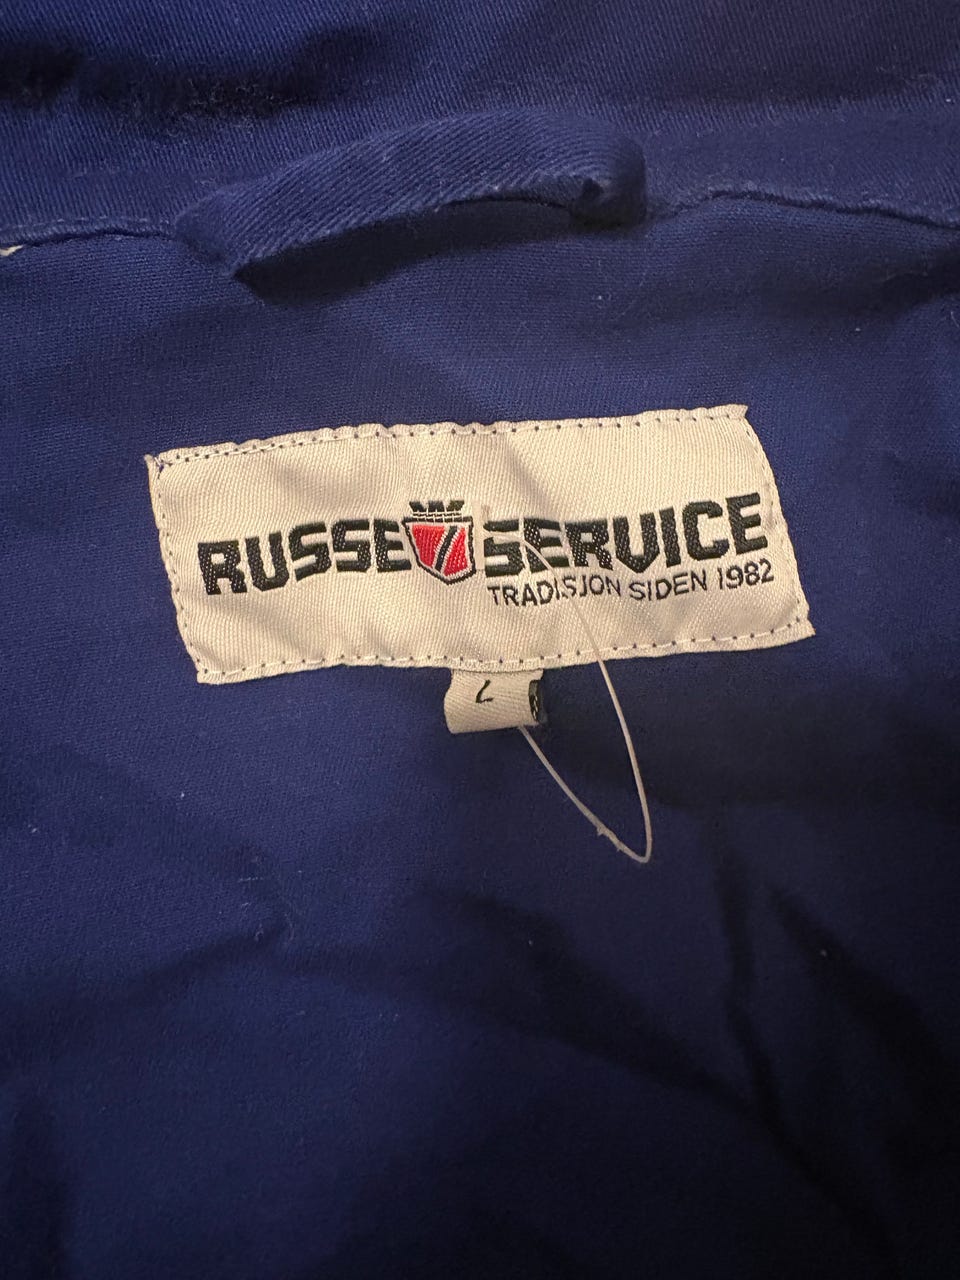 RUSSE SERVICE
TRADISJON SIDEN 1982
L